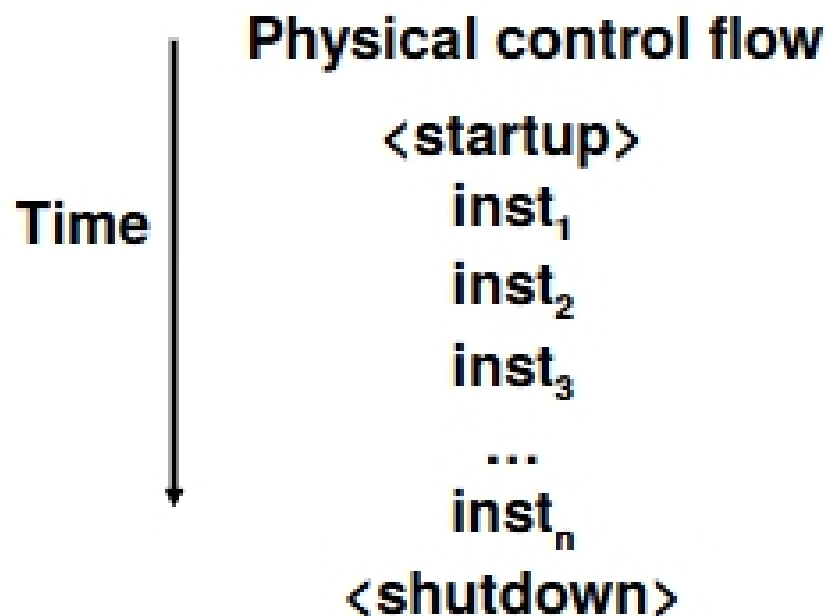 Physical control flow
<startup>
inst₁
Time
inst₂
inst₃
...
instₙ
<shutdown>